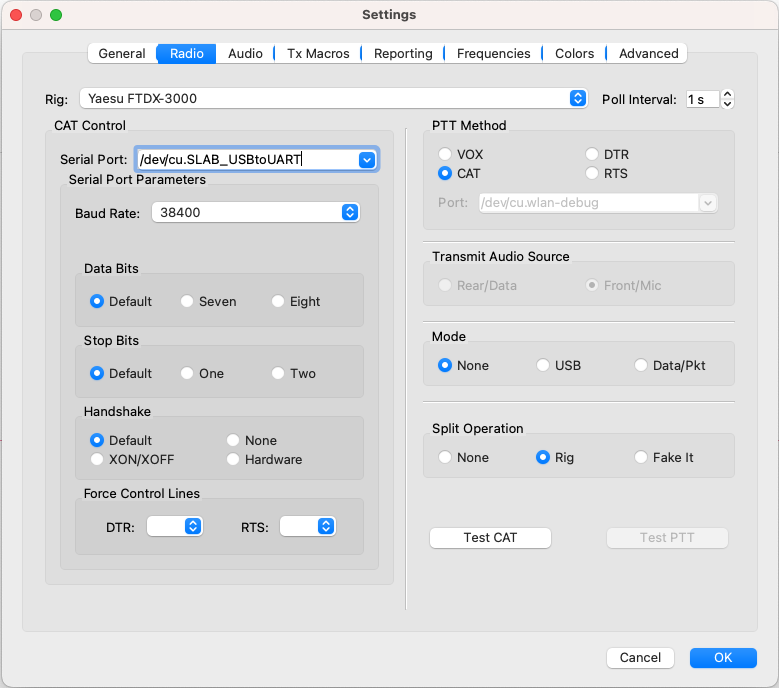 Settings
General Radio Audio Tx Macros Reporting Frequencies Colors Advanced
Rig: Yaesu FTDX-3000 Poll Interval: 1 s
CAT Control
Serial Port: /dev/cu.SLAB_USBtoUART
Serial Port Parameters
Baud Rate: 38400
Data Bits
Default Seven Eight
Stop Bits
Default One Two
Handshake
Default None
XON/XOFF Hardware
Force Control Lines
DTR: RTS:
PTT Method
VOX DTR
CAT RTS
Port: /dev/cu.wlan-debug
Transmit Audio Source
Rear/Data Front/Mic
Mode
None USB Data/Pkt
Split Operation
None Rig Fake It
Test CAT Test PTT
Cancel OK